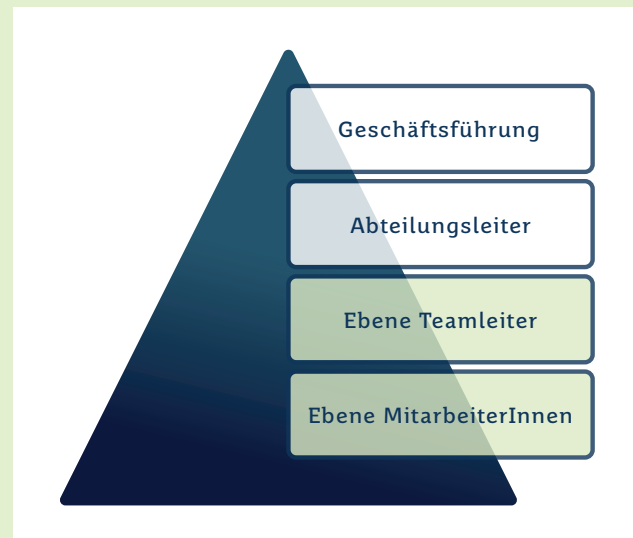 Geschäftsführung
Abteilungsleiter
Ebene Teamleiter
Ebene MitarbeiterInnen